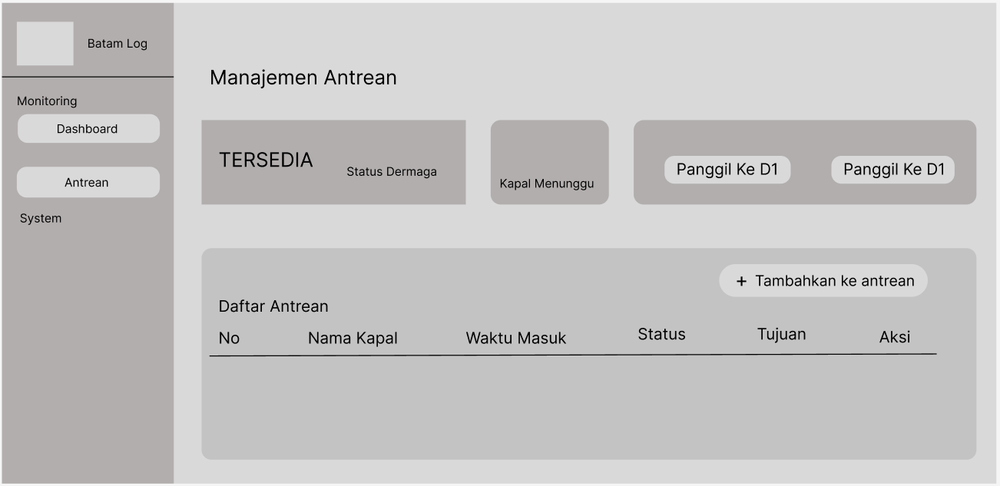 Batam Log
Monitoring
Dashboard
Antrean
System
Manajemen Antrean
TERSEDIA
Status Dermaga
Kapal Menunggu
Panggil Ke D1
Panggil Ke D1
+ Tambahkan ke antrean
Daftar Antrean
No Nama Kapal Waktu Masuk Status Tujuan Aksi